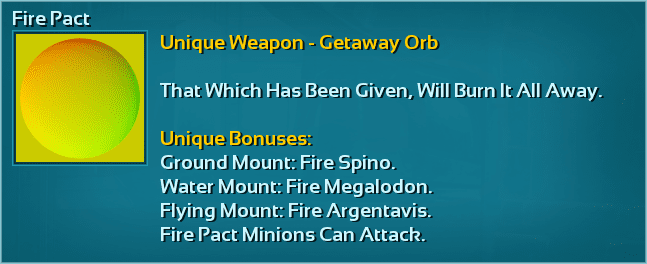 Fire Pact
Unique Weapon - Getaway Orb
That Which Has Been Given, Will Burn It All Away.
Unique Bonuses:
Ground Mount: Fire Spino.
Water Mount: Fire Megalodon.
Flying Mount: Fire Argentavis.
Fire Pact Minions Can Attack.